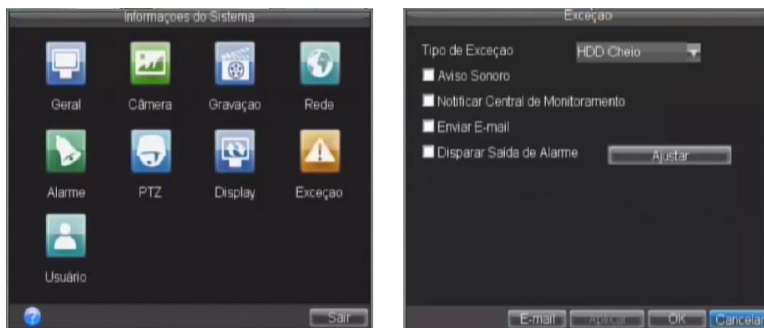 Informações do Sistema
Geral
Câmera
Gravaçao
Rede
Alarme
PTZ
Display
Exceçao
Usuário
Sair
Exceçao
Tipo de Exceçao
HDD Cheio
Aviso Sonoro
Notificar Central de Monitoramento
Enviar E-mail
Disparar Saída de Alarme
Ajustar
E-mail
Aplicar
OK
Cancelar